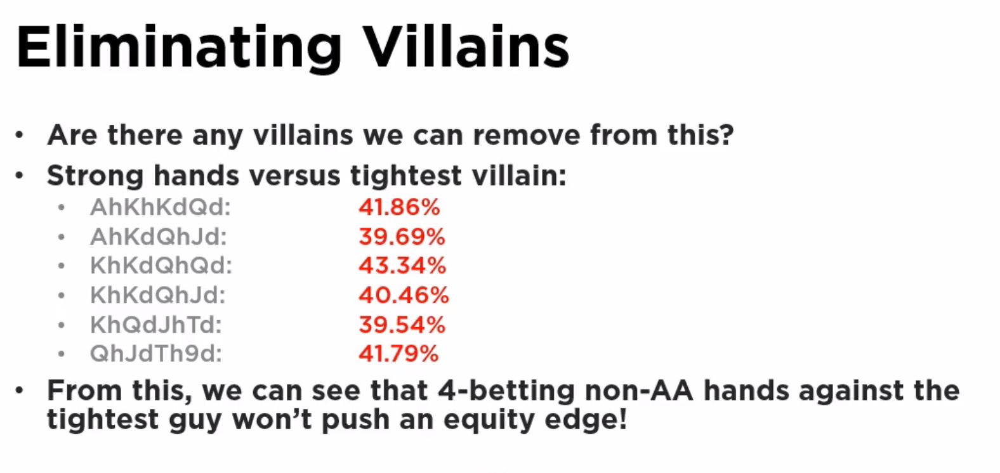 Eliminating Villains
• Are there any villains we can remove from this?
• Strong hands versus tightest villain:
• AhKhKdQd: 41.86%
• AhKdQhJd: 39.69%
• KhKdQhQd: 43.34%
• KhKdQhJd: 40.46%
• KhQdJhTd: 39.54%
• QhJdTh9d: 41.79%
• From this, we can see that 4-betting non-AA hands against the
tightest guy won't push an equity edge!